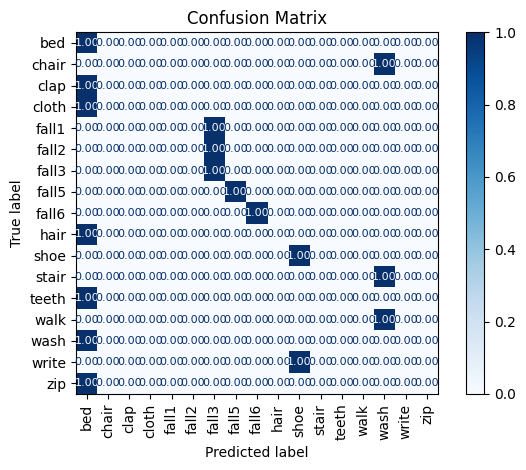 Confusion Matrix
bed 1.00 0.00 0.00 0.00 0.00 0.00 0.00 0.00 0.00 0.00 0.00 0.00 0.00 0.00 0.00 0.00 0.00
chair 0.00 0.00 0.00 0.00 0.00 0.00 0.00 0.00 0.00 0.00 0.00 0.00 0.00 0.00 1.00 0.00 0.00
clap 1.00 0.00 0.00 0.00 0.00 0.00 0.00 0.00 0.00 0.00 0.00 0.00 0.00 0.00 0.00 0.00 0.00
cloth 1.00 0.00 0.00 0.00 0.00 0.00 0.00 0.00 0.00 0.00 0.00 0.00 0.00 0.00 0.00 0.00 0.00
fall1 0.00 0.00 0.00 0.00 0.00 0.00 1.00 0.00 0.00 0.00 0.00 0.00 0.00 0.00 0.00 0.00 0.00
fall2 0.00 0.00 0.00 0.00 0.00 0.00 1.00 0.00 0.00 0.00 0.00 0.00 0.00 0.00 0.00 0.00 0.00
fall3 0.00 0.00 0.00 0.00 0.00 0.00 1.00 0.00 0.00 0.00 0.00 0.00 0.00 0.00 0.00 0.00 0.00
fall5 0.00 0.00 0.00 0.00 0.00 0.00 0.00 1.00 0.00 0.00 0.00 0.00 0.00 0.00 0.00 0.00 0.00
fall6 0.00 0.00 0.00 0.00 0.00 0.00 0.00 0.00 1.00 0.00 0.00 0.00 0.00 0.00 0.00 0.00 0.00
hair 1.00 0.00 0.00 0.00 0.00 0.00 0.00 0.00 0.00 0.00 0.00 0.00 0.00 0.00 0.00 0.00 0.00
shoe 0.00 0.00 0.00 0.00 0.00 0.00 0.00 0.00 0.00 0.00 1.00 0.00 0.00 0.00 0.00 0.00 0.00
stair 0.00 0.00 0.00 0.00 0.00 0.00 0.00 0.00 0.00 0.00 0.00 0.00 0.00 0.00 1.00 0.00 0.00
teeth 1.00 0.00 0.00 0.00 0.00 0.00 0.00 0.00 0.00 0.00 0.00 0.00 0.00 0.00 0.00 0.00 0.00
walk 0.00 0.00 0.00 0.00 0.00 0.00 0.00 0.00 0.00 0.00 0.00 0.00 0.00 0.00 1.00 0.00 0.00
wash 1.00 0.00 0.00 0.00 0.00 0.00 0.00 0.00 0.00 0.00 0.00 0.00 0.00 0.00 0.00 0.00 0.00
write 0.00 0.00 0.00 0.00 0.00 0.00 0.00 0.00 0.00 0.00 1.00 0.00 0.00 0.00 0.00 0.00 0.00
zip 1.00 0.00 0.00 0.00 0.00 0.00 0.00 0.00 0.00 0.00 0.00 0.00 0.00 0.00 0.00 0.00 0.00
True label
bed chair clap cloth fall1 fall2 fall3 fall5 fall6 hair shoe stair teeth walk wash write zip
Predicted label
1.0
0.8
0.6
0.4
0.2
0.0